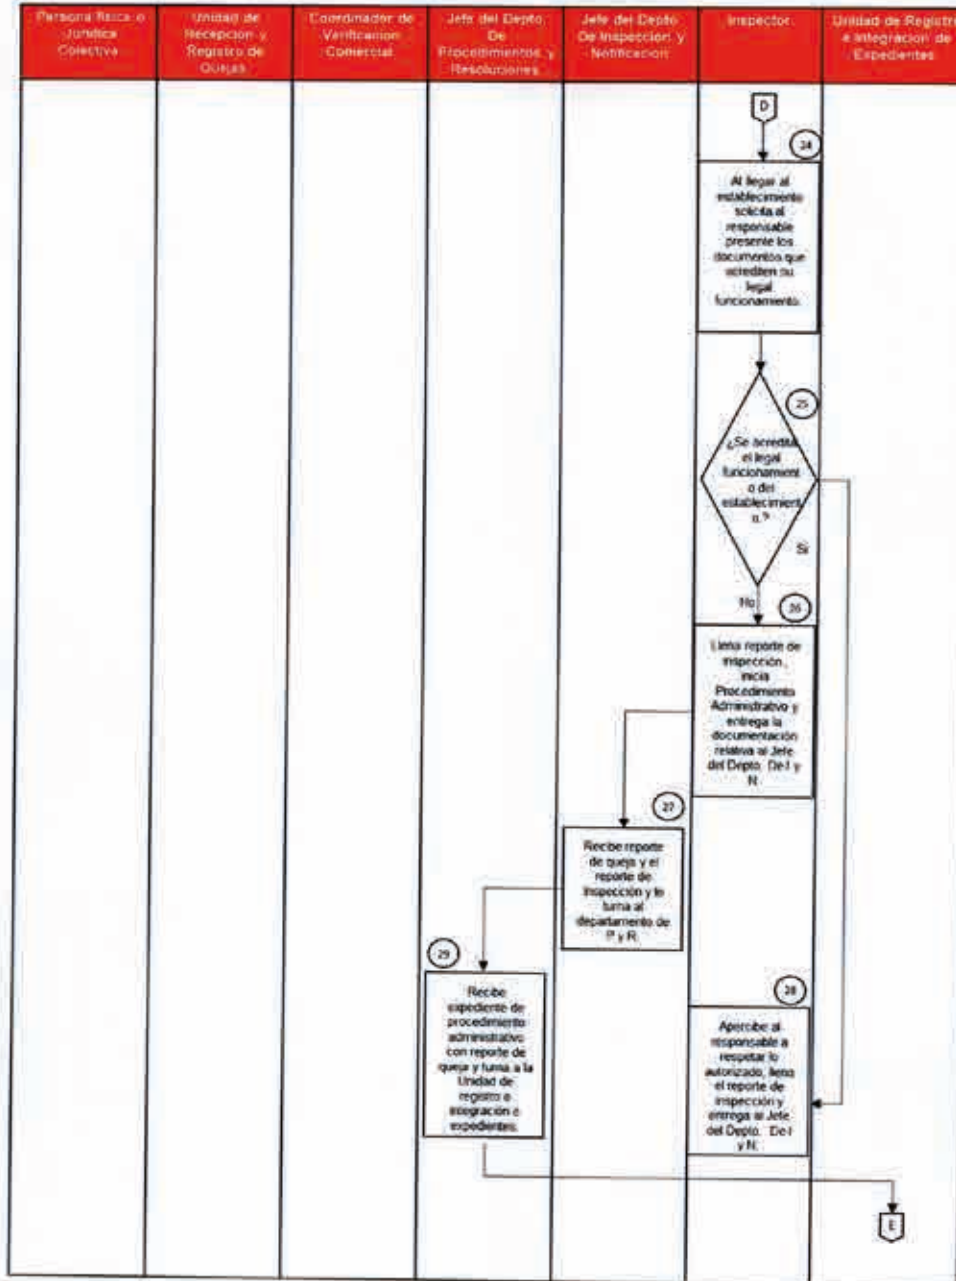 Persona física o
Jurídica
Colectiva
Unidad de
Recepción y
Registro de
Quejas
Coordinador de
Verificación
Comercial
Jefe del Depto.
De
Procedimientos y
Resoluciones
Jefe del Depto
De Inspección y
Notificación
Inspector
Unidad de Registro
e Integración de
Expedientes
D
24
Al llegar al
establecimiento
solicita al
responsable
presente los
documentos que
acrediten su
legal
funcionamiento.
25
¿Se acredita
el legal
funcionamient
o del
establecimient
o.?
Si
No
26
Llena reporte de
inspección,
inicia
Procedimiento
Administrativo y
entrega la
documentación
relativa al Jefe
del Depto. De I y
N.
27
Recibe reporte
de queja y el
reporte de
Inspección y lo
turna al
departamento de
P y R.
29
Recibe
expediente de
procedimiento
administrativo
con reporte de
queja y turna a la
Unidad de
registro e
integración e
expedientes.
28
Apercibe al
responsable a
respetar lo
autorizado, llena
el reporte de
inspección y
entrega al Jefe
del Depto. De I
y N.
E